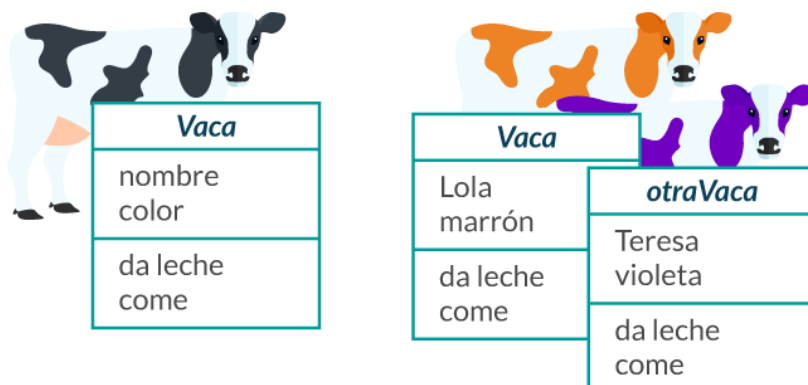 Vaca
nombre
color
da leche
come
Vaca
Lola
marrón
da leche
come
otraVaca
Teresa
violeta
da leche
come